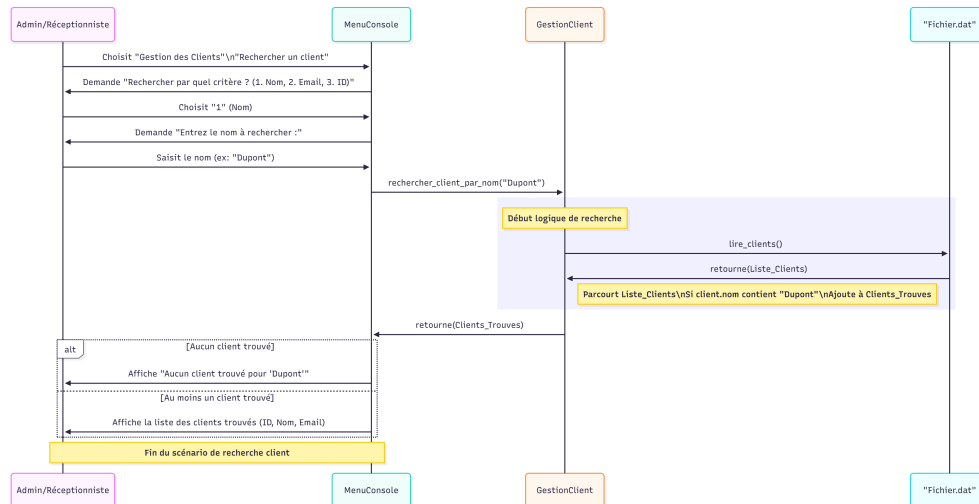 Admin/Réceptionniste
MenuConsole
GestionClient
"Fichier.dat"
Choisit "Gestion des Clients"\n"Rechercher un client"
Demande "Rechercher par quel critère ? (1. Nom, 2. Email, 3. ID)"
Choisit "1" (Nom)
Demande "Entrez le nom à rechercher :"
Saisit le nom (ex: "Dupont")
rechercher_client_par_nom("Dupont")
Début logique de recherche
lire_clients()
retourne(Liste_Clients)
Parcourt Liste_Clients\nSi client.nom contient "Dupont"\nAjoute à Clients_Trouves
retourne(Clients_Trouves)
alt
[Aucun client trouvé]
Affiche "Aucun client trouvé pour 'Dupont'"
[Au moins un client trouvé]
Affiche la liste des clients trouvés (ID, Nom, Email)
Fin du scénario de recherche client
Admin/Réceptionniste
MenuConsole
GestionClient
"Fichier.dat"